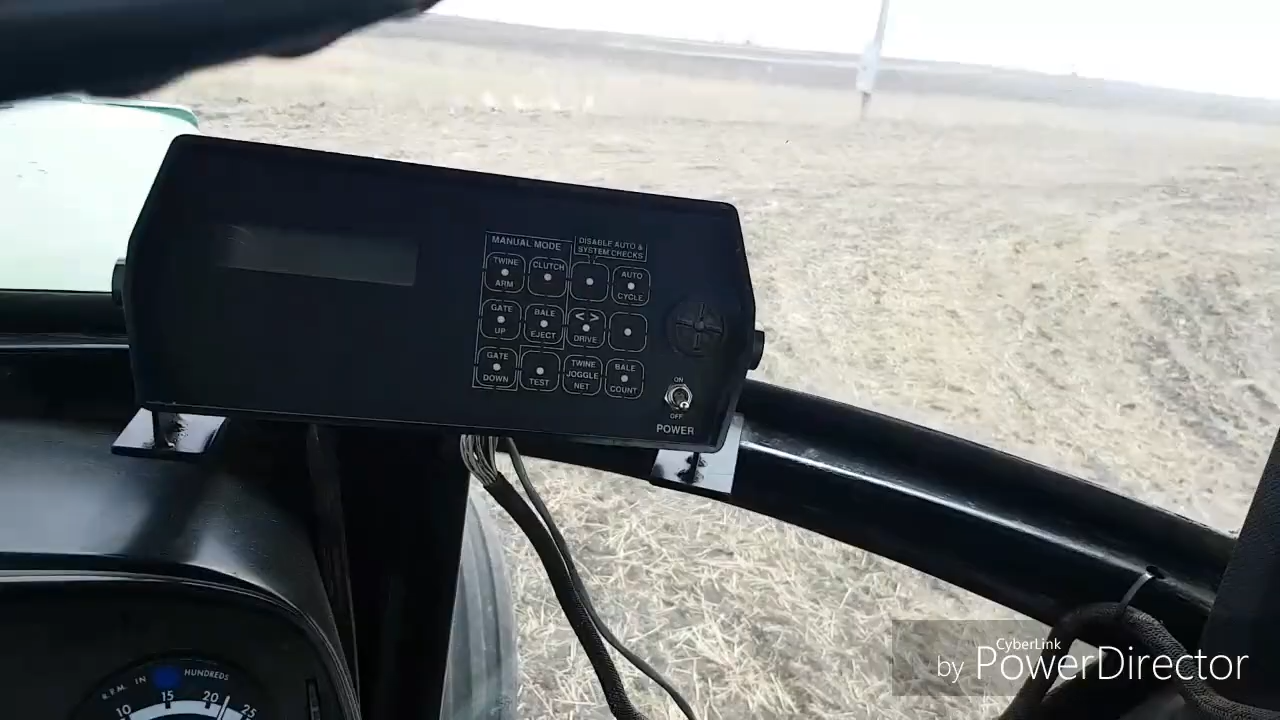 MANUAL MODE
DISABLE AUTO &
SYSTEM CHECKS
TWINE
ARM
CLUTCH
AUTO
CYCLE
GATE
UP
BALE
EJECT
< >
DRIVE
GATE
DOWN
TEST
TWINE
JOGGLE
NET
BALE
COUNT
ON
OFF
POWER
R.P.M. IN HUNDREDS
10 15 20 25
CyberLink
by PowerDirector